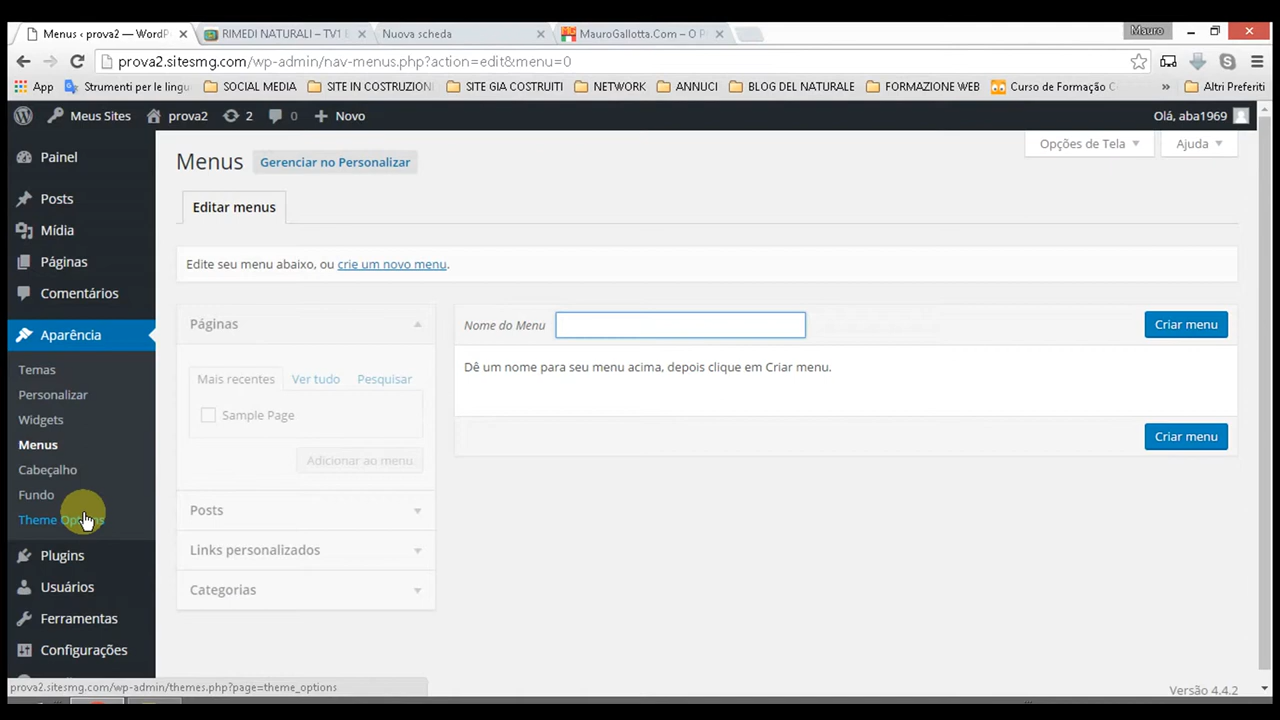 Menus ‹ prova2 — WordP
RIMEDI NATURALI – TV1
Nuova scheda
MauroGallotta.Com – O P
Mauro
prova2.sitesmg.com/wp-admin/nav-menus.php?action=edit&menu=0
App
Strumenti per le lingu
SOCIAL MEDIA
SITE IN COSTRUZIO
SITE GIA COSTRUITI
NETWORK
ANNUCI
BLOG DEL NATURALE
FORMAZIONE WEB
Curso de Formação
»
Altri Preferiti
Meus Sites
prova2
2
0
Novo
Olá, aba1969
Painel
Posts
Mídia
Páginas
Comentários
Aparência
Temas
Personalizar
Widgets
Menus
Cabeçalho
Fundo
Theme Options
Plugins
Usuários
Ferramentas
Configurações
Menus
Gerenciar no Personalizar
Opções de Tela
Ajuda
Editar menus
Edite seu menu abaixo, ou crie um novo menu.
Páginas
Mais recentes
Ver tudo
Pesquisar
Sample Page
Adicionar ao menu
Posts
Links personalizados
Categorias
Nome do Menu
Criar menu
Dê um nome para seu menu acima, depois clique em Criar menu.
Criar menu
prova2.sitesmg.com/wp-admin/themes.php?page=theme_options
Versão 4.4.2